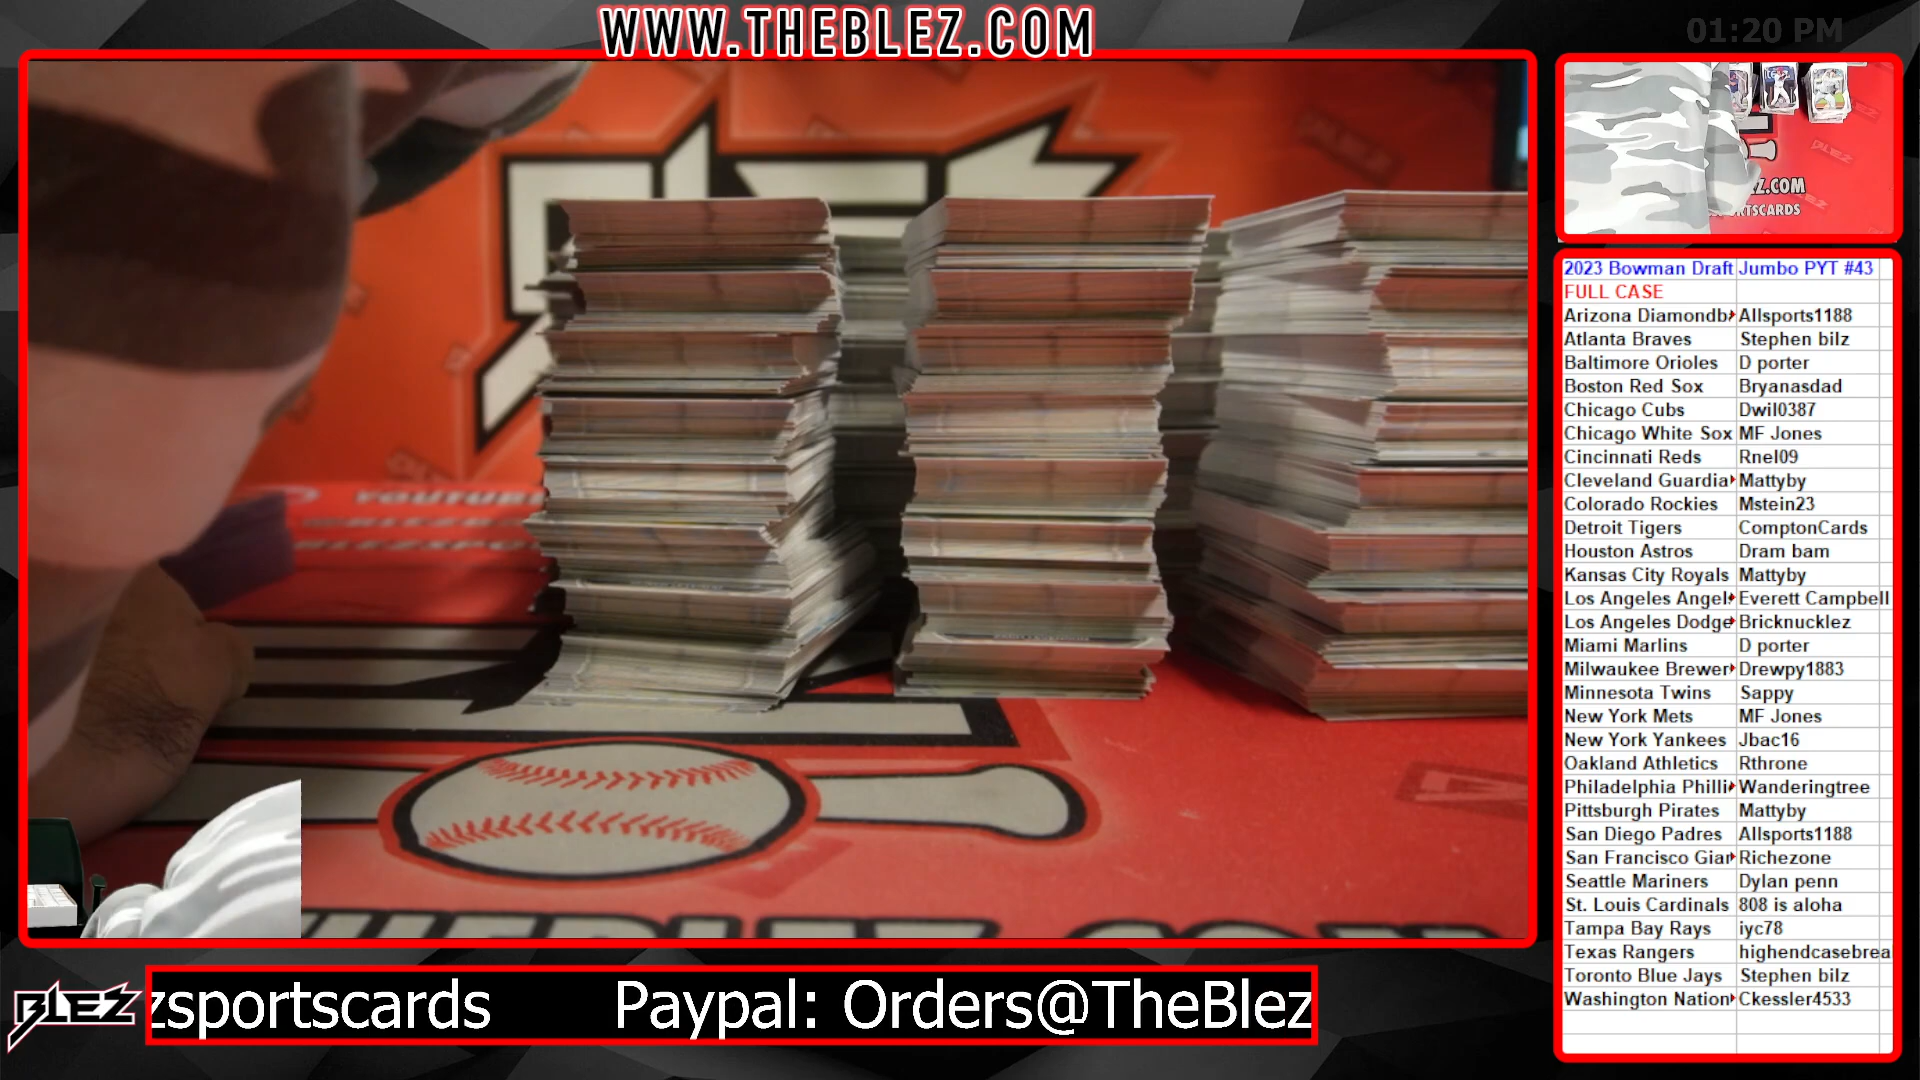 WWW.THEBLEZ.COM
01:20 PM
YOUTUBE
BLEZ
Z.COM
RTSCARDS
2023 Bowman Draft Jumbo PYT #43
FULL CASE
Arizona Diamondb Allsports1188
Atlanta Braves Stephen bilz
Baltimore Orioles D porter
Boston Red Sox Bryanasdad
Chicago Cubs Dwil0387
Chicago White Sox MF Jones
Cincinnati Reds Rnel09
Cleveland Guardia Mattyby
Colorado Rockies Mstein23
Detroit Tigers ComptonCards
Houston Astros Dram bam
Kansas City Royals Mattyby
Los Angeles Angel Everett Campbell
Los Angeles Dodge Bricknucklez
Miami Marlins D porter
Milwaukee Brewer Drewpy1883
Minnesota Twins Sappy
New York Mets MF Jones
New York Yankees Jbac16
Oakland Athletics Rthrone
Philadelphia Philli Wanderingtree
Pittsburgh Pirates Mattyby
San Diego Padres Allsports1188
San Francisco Gian Richezone
Seattle Mariners Dylan penn
St. Louis Cardinals 808 is aloha
Tampa Bay Rays iyc78
Texas Rangers highendcasebrea
Toronto Blue Jays Stephen bilz
Washington Nation Ckessler4533
BLEZ
zsportscards Paypal: Orders@TheBlez